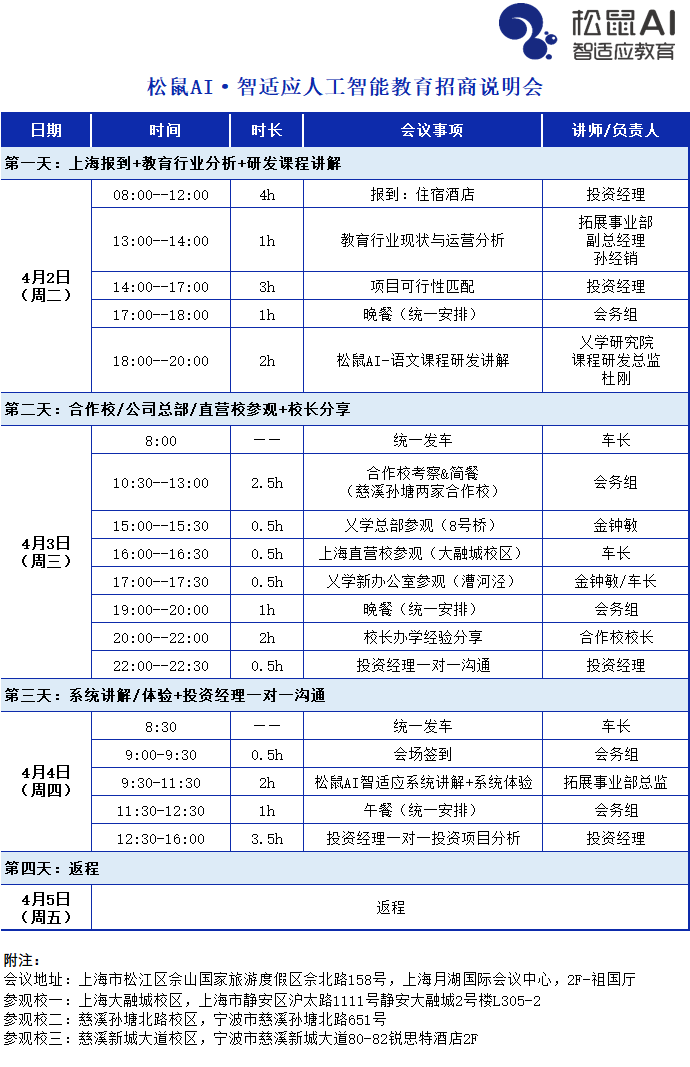 松鼠AI
智适应教育
松鼠AI·智适应人工智能教育招商说明会
日期 时间 时长 会议事项 讲师/负责人
第一天：上海报到+教育行业分析+研发课程讲解
4月2日
（周二）
08:00--12:00 4h 报到：住宿酒店 投资经理
13:00--14:00 1h 教育行业现状与运营分析 拓展事业部
副总经理
孙经销
14:00--17:00 3h 项目可行性匹配 投资经理
17:00--18:00 1h 晚餐（统一安排） 会务组
18:00--20:00 2h 松鼠AI-语文课程研发讲解 乂学研究院
课程研发总监
杜刚
第二天：合作校/公司总部/直营校参观+校长分享
4月3日
（周三）
8:00 —— 统一发车 车长
10:30--13:00 2.5h 合作校考察&简餐
（慈溪孙塘两家合作校） 会务组
15:00--15:30 0.5h 乂学总部参观（8号桥） 金钟敏
16:00--16:30 0.5h 上海直营校参观（大融城校区） 车长
17:00--17:30 0.5h 乂学新办公室参观（漕河泾） 金钟敏/车长
19:00--20:00 1h 晚餐（统一安排） 会务组
20:00--22:00 2h 校长办学经验分享 合作校校长
22:00--22:30 0.5h 投资经理一对一沟通 投资经理
第三天：系统讲解/体验+投资经理一对一沟通
4月4日
（周四）
8:30 —— 统一发车 车长
9:00-9:30 0.5h 会场签到 会务组
9:30-11:30 2h 松鼠AI智适应系统讲解+系统体验 拓展事业部总监
11:30-12:30 1h 午餐（统一安排） 会务组
12:30-16:00 3.5h 投资经理一对一投资项目分析 投资经理
第四天：返程
4月5日
（周五）
返程
附注：
会议地址：上海市松江区佘山国家旅游度假区佘北路158号，上海月湖国际会议中心，2F-祖国厅
参观校一：上海大融城校区，上海市静安区沪太路1111号静安大融城2号楼L305-2
参观校二：慈溪孙塘北路校区，宁波市慈溪孙塘北路651号
参观校三：慈溪新城大道校区，宁波市慈溪新城大道80-82锐思特酒店2F